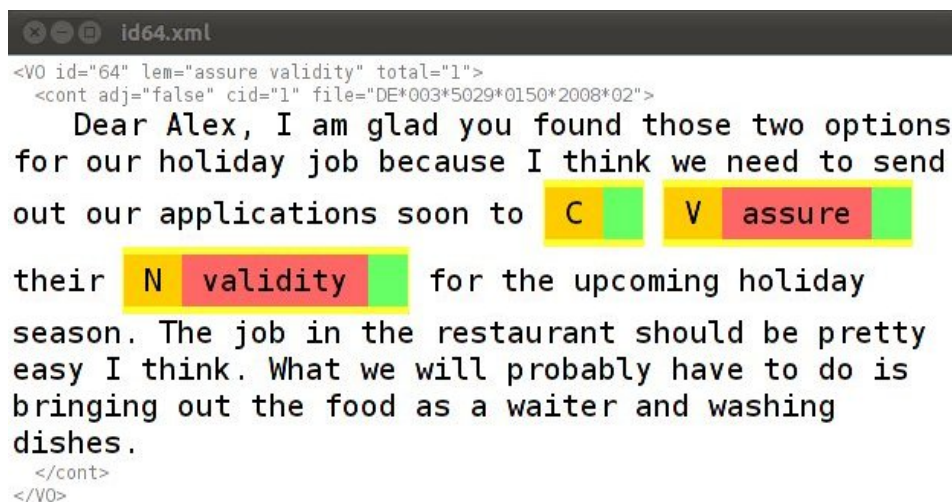 id64.xml
<VO id="64" lem="assure validity" total="1">
<cont adj="false" cid="1" file="DE*003*5029*0150*2008*02">
Dear Alex, I am glad you found those two options
for our holiday job because I think we need to send
out our applications soon to C V assure
their N validity for the upcoming holiday
season. The job in the restaurant should be pretty
easy I think. What we will probably have to do is
bringing out the food as a waiter and washing
dishes.
</cont>
</VO>